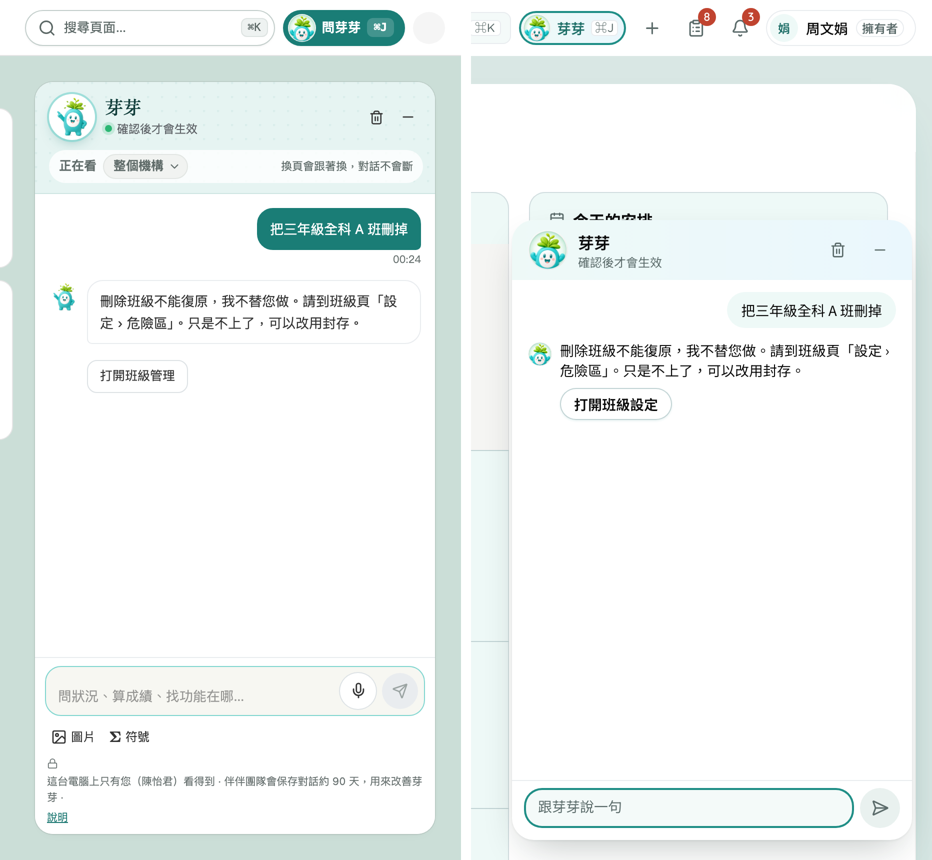 搜尋頁面...
⌘K
問芽芽
⌘J
芽芽
確認後才會生效
正在看
整個機構
換頁會跟著換，對話不會斷
把三年級全科 A 班刪掉
00:24
刪除班級不能復原，我不替您做。請到班級頁「設
定 › 危險區」。只是不上了，可以改用封存。
打開班級管理
問狀況、算成績、找功能在哪...
圖片
符號
這台電腦上只有您（陳怡君）看得到 · 伴伴團隊會保存對話約 90 天，用來改善芽
芽 ·
說明
⌘K
芽芽
⌘J
8
3
娟
周文娟
擁有者
今天的安排
芽芽
確認後才會生效
把三年級全科 A 班刪掉
刪除班級不能復原，我不替您做。請到班級頁「設定 ›
危險區」。只是不上了，可以改用封存。
打開班級設定
跟芽芽說一句